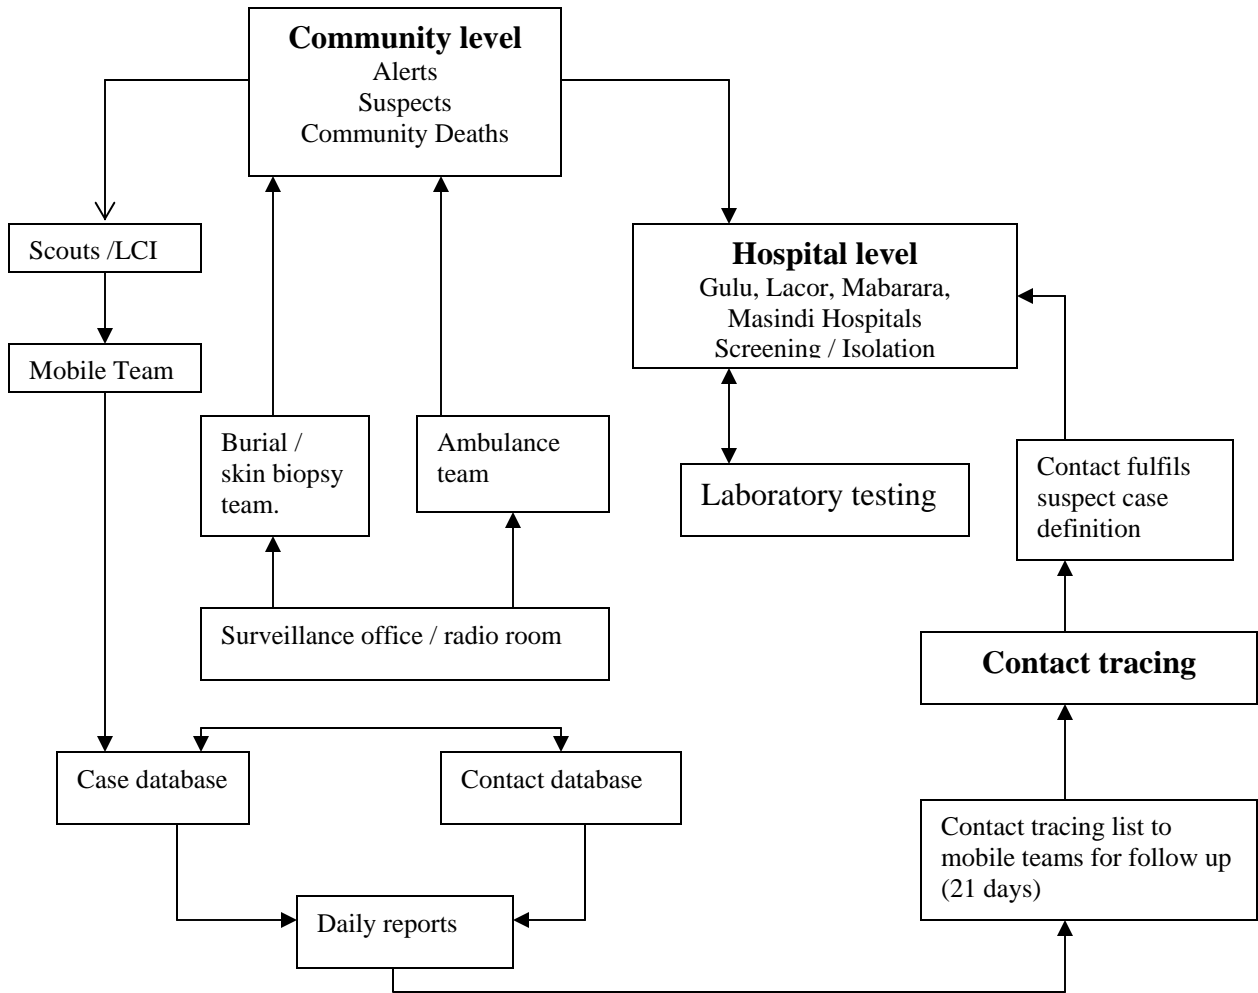 Community level
Alerts
Suspects
Community Deaths
Scouts /LCI
Hospital level
Gulu, Lacor, Mabarara,
Masindi Hospitals
Screening / Isolation
Mobile Team
Burial /
skin biopsy
team.
Ambulance
team
Laboratory testing
Contact fulfils
suspect case
definition
Surveillance office / radio room
Contact tracing
Case database
Contact database
Contact tracing list to
mobile teams for follow up
(21 days)
Daily reports